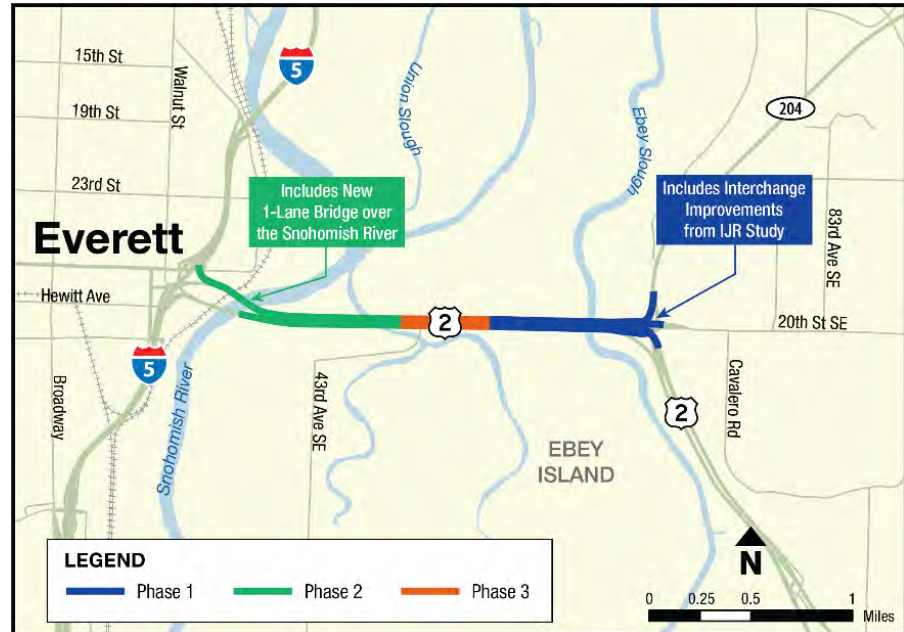 15th St
Walnut St
5
19th St
23rd St
Union Slough
Ebey Slough
204
Includes New
1-Lane Bridge over
the Snohomish River
Includes Interchange
Improvements
from IJR Study
83rd Ave SE
Everett
Hewitt Ave
2
20th St SE
5
Broadway
Snohomish River
43rd Ave SE
2
Cavalero Rd
EBEY
ISLAND
LEGEND
Phase 1
Phase 2
Phase 3
N
0 0.25 0.5 1
Miles